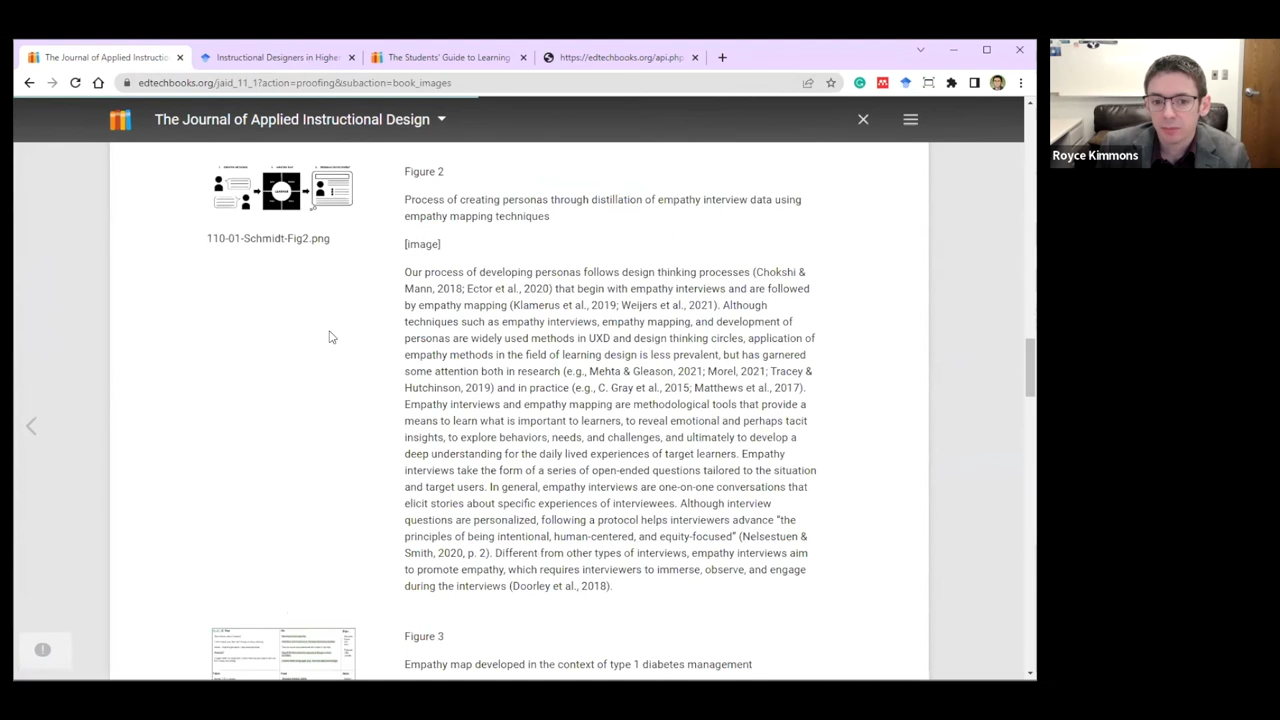 The Journal of Applied Instructio
Instructional Designers in Higher
The Students' Guide to Learning
https://edtechbooks.org/api.php
edtechbooks.org/jaid_11_1?action=proofing&subaction=book_images
The Journal of Applied Instructional Design
Figure 2
Process of creating personas through distillation of empathy interview data using
empathy mapping techniques
110-01-Schmidt-Fig2.png
[image]
Our process of developing personas follows design thinking processes (Chokshi &
Mann, 2018; Ector et al., 2020) that begin with empathy interviews and are followed
by empathy mapping (Klamerus et al., 2019; Weijers et al., 2021). Although
techniques such as empathy interviews, empathy mapping, and development of
personas are widely used methods in UXD and design thinking circles, application of
empathy methods in the field of learning design is less prevalent, but has garnered
some attention both in research (e.g., Mehta & Gleason, 2021; Morel, 2021; Tracey &
Hutchinson, 2019) and in practice (e.g., C. Gray et al., 2015; Matthews et al., 2017).
Empathy interviews and empathy mapping are methodological tools that provide a
means to learn what is important to learners, to reveal emotional and perhaps tacit
insights, to explore behaviors, needs, and challenges, and ultimately to develop a
deep understanding for the daily lived experiences of target learners. Empathy
interviews take the form of a series of open-ended questions tailored to the situation
and target users. In general, empathy interviews are one-on-one conversations that
elicit stories about specific experiences of interviewees. Although interview
questions are personalized, following a protocol helps interviewers advance “the
principles of being intentional, human-centered, and equity-focused” (Nelsestuen &
Smith, 2020, p. 2). Different from other types of interviews, empathy interviews aim
to promote empathy, which requires interviewers to immerse, observe, and engage
during the interviews (Doorley et al., 2018).
Figure 3
Empathy map developed in the context of type 1 diabetes management
Royce Kimmons